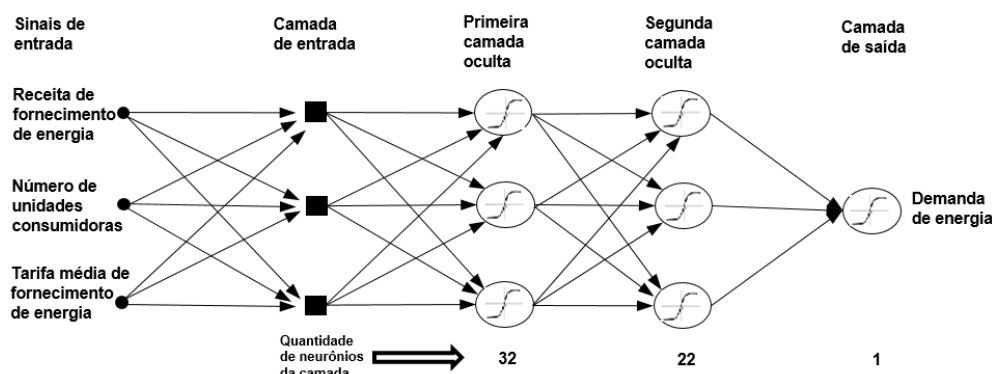 Sinais de
entrada
Camada
de entrada
Primeira
camada
oculta
Segunda
camada
oculta
Camada
de saída
Receita de
fornecimento
de energia
Número de
unidades
consumidoras
Tarifa média de
fornecimento
de energia
Demanda
de energia
Quantidade
de neurônios
da camada
32
22
1